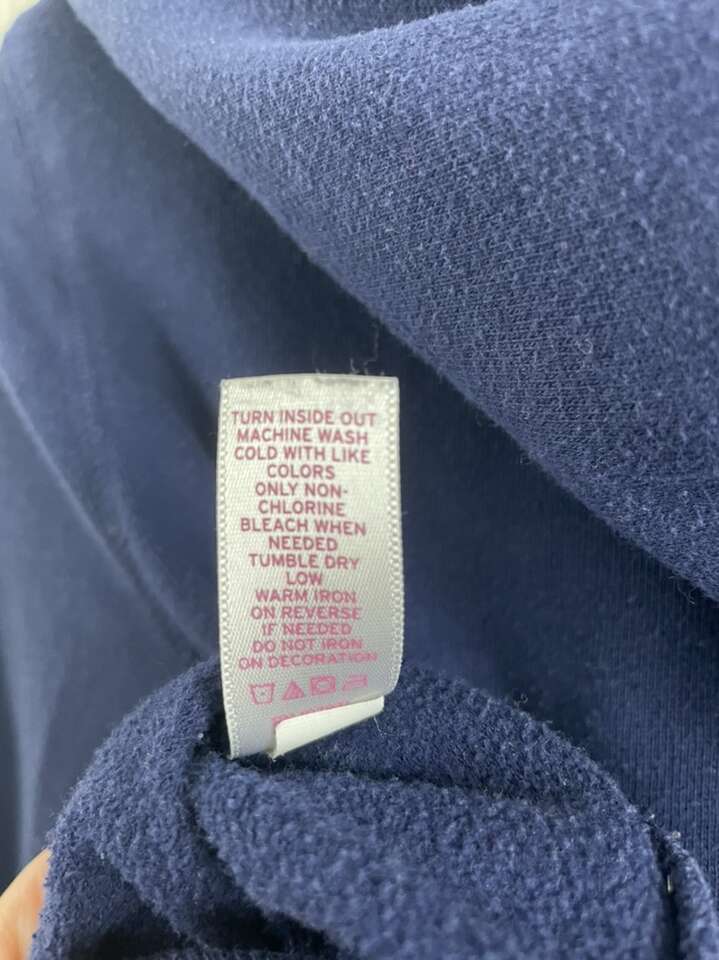 TURN INSIDE OUT
MACHINE WASH
COLD WITH LIKE
COLORS
ONLY NON-
CHLORINE
BLEACH WHEN
NEEDED
TUMBLE DRY
LOW
WARM IRON
ON REVERSE
IF NEEDED
DO NOT IRON
ON DECORATION